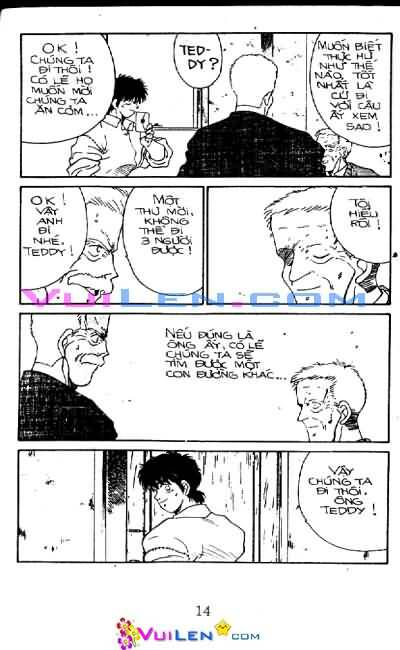 OK!
CHÚNG TA
ĐI THÔI!
CÓ LẼ HỌ
MUỐN MỜI
CHÚNG TA
ĂN CƠM...
TED-
DY?
MUỐN BIẾT
THỰC HƯ
NHƯ THẾ
NÀO, TỐT
NHẤT LÀ
CỨ ĐI
VỚI CẬU
ẤY XEM
SAO!
OK!
VẬY
ANH
ĐI
NHÉ,
TEDDY!
MỘT
THƯ MỜI,
KHÔNG
THỂ ĐI
3 NGƯỜI
ĐƯỢC!
TÔI
HIỂU
RỒI!
VUILEN.COM
NẾU ĐÚNG LÀ
ÔNG ẤY, CÓ LẼ
CHÚNG TA SẼ
TÌM ĐƯỢC MỘT
CON ĐƯỜNG KHÁC...
VẬY
CHÚNG TA
ĐI THÔI,
ÔNG
TEDDY!
14
VUILEN.COM